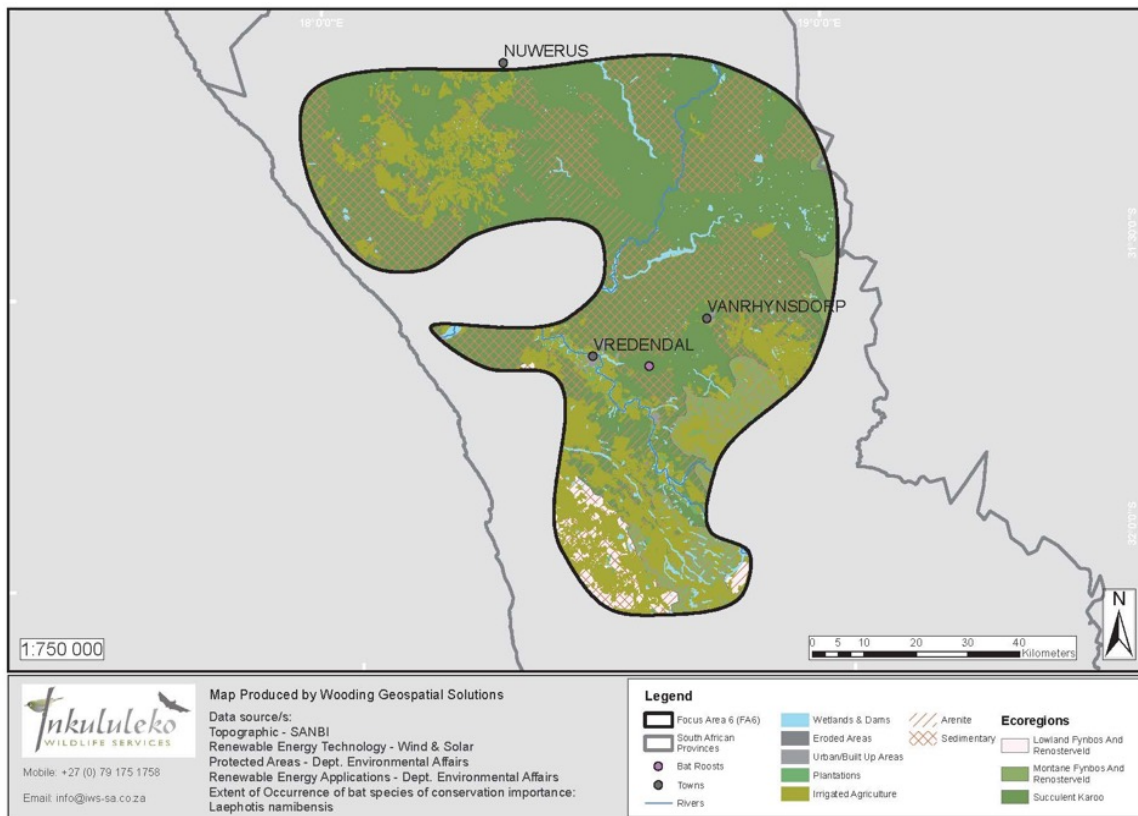 18°0'0"E
19°0'0"E
NUWERUS
31°30'0"S
VANRHYNSDORP
VREDENDAL
32°0'0"S
N
1:750 000
0 5 10 20 30 40
Kilometers
Inkululeko
WILDLIFE SERVICES
Mobile: +27 (0) 79 175 1758
Email: info@iws-sa.co.za
Map Produced by Wooding Geospatial Solutions
Data source/s:
Topographic - SANBI
Renewable Energy Technology - Wind & Solar
Protected Areas - Dept. Environmental Affairs
Renewable Energy Applications - Dept. Environmental Affairs
Extent of Occurrence of bat species of conservation importance:
Laephotis namibensis
Legend
Focus Area 6 (FA6)
South African
Provinces
Bat Roosts
Towns
Rivers
Wetlands & Dams
Eroded Areas
Urban/Built Up Areas
Plantations
Irrigated Agriculture
Arenite
Sedimentary
Ecoregions
Lowland Fynbos And
Renosterveld
Montane Fynbos And
Renosterveld
Succulent Karoo